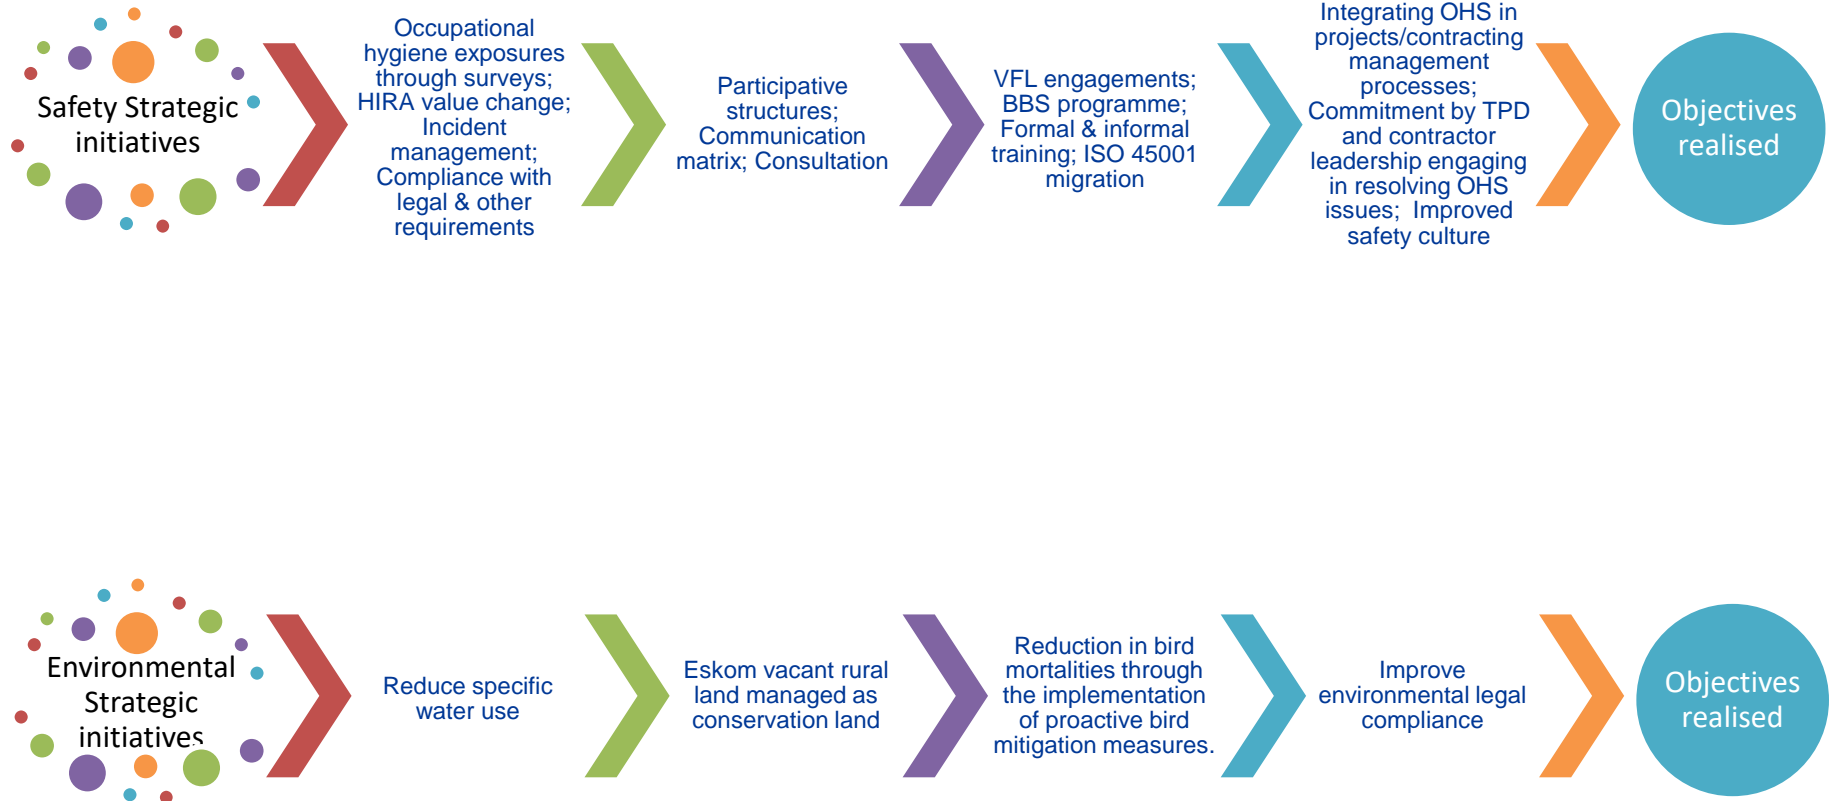 Safety Strategic
initiatives
Occupational
hygiene exposures
through surveys;
HIRA value change;
Incident
management;
Compliance with
legal & other
requirements
Participative
structures;
Communication
matrix; Consultation
VFL engagements;
BBS programme;
Formal & informal
training; ISO 45001
migration
Integrating OHS in
projects/contracting
management
processes;
Commitment by TPD
and contractor
leadership engaging
in resolving OHS
issues;  Improved
safety culture
Objectives
realised
Environmental
Strategic
initiatives
Reduce specific
water use
Eskom vacant rural
land managed as
conservation land
Reduction in bird
mortalities through
the implementation
of proactive bird
mitigation measures.
Improve
environmental legal
compliance
Objectives
realised